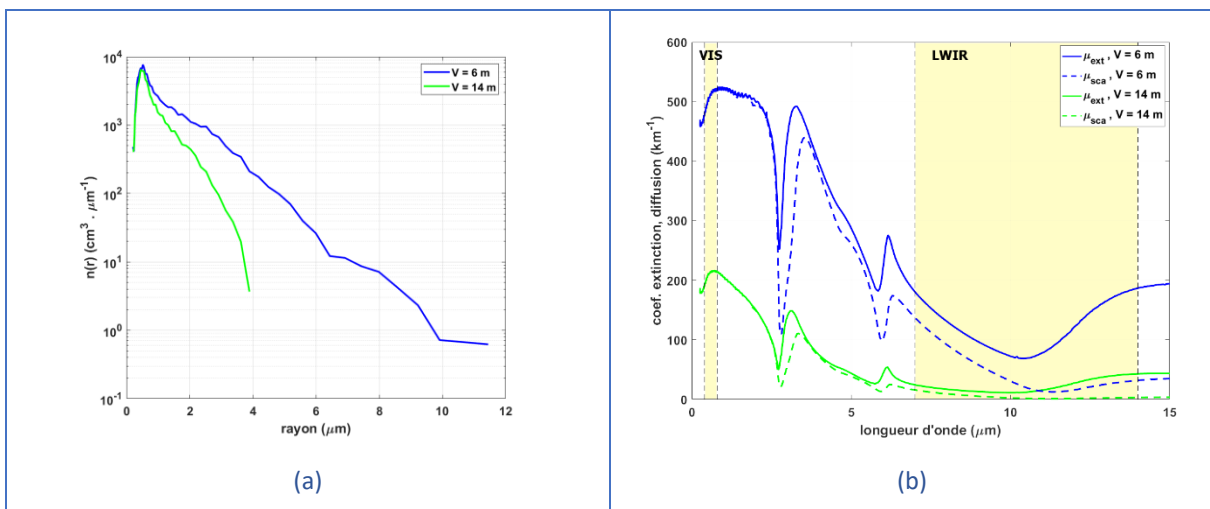 10⁴
10³
10²
10¹
10⁰
10⁻¹
n(r) (cm³ . μm⁻¹)
0 2 4 6 8 10 12
rayon (μm)
V = 6 m
V = 14 m
(a)
600
500
400
300
200
100
0
coef. extinction, diffusion (km⁻¹)
0 5 10 15
longueur d'onde (μm)
VIS
LWIR
μext , V = 6 m
μsca , V = 6 m
μext , V = 14 m
μsca , V = 14 m
(b)